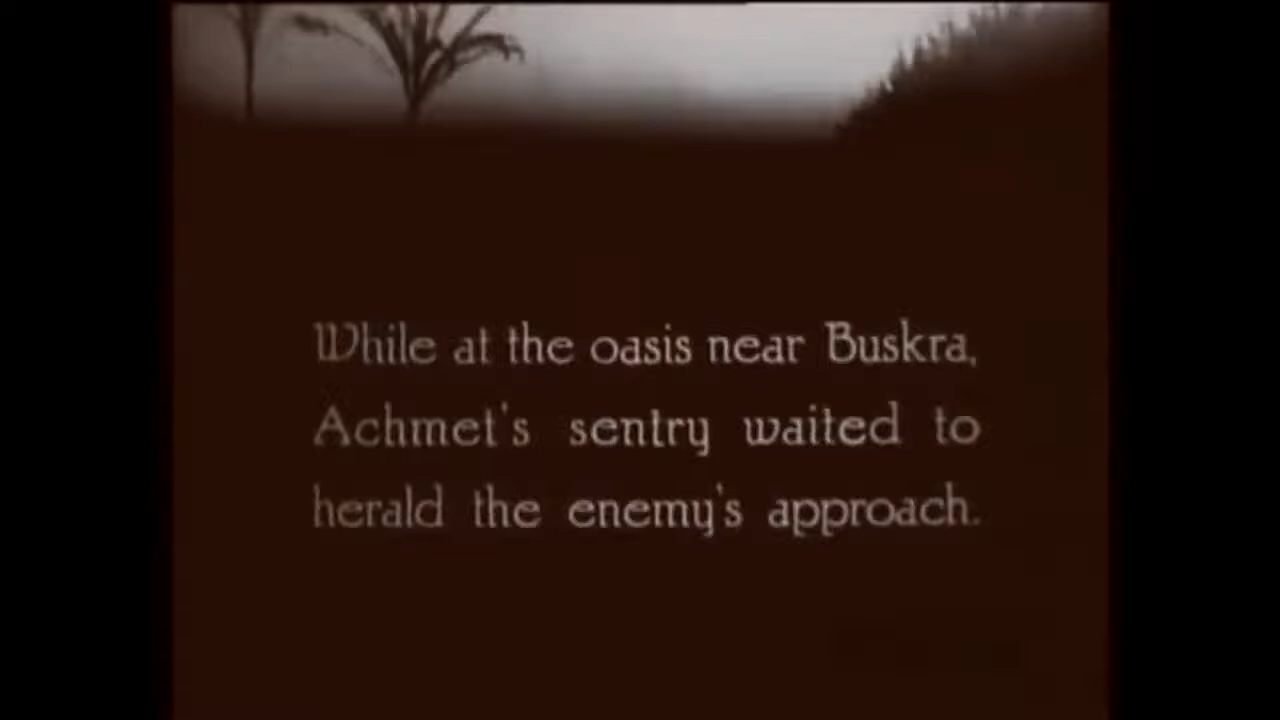 While at the oasis near Buskra,
Achmet's sentry waited to
herald the enemy's approach.